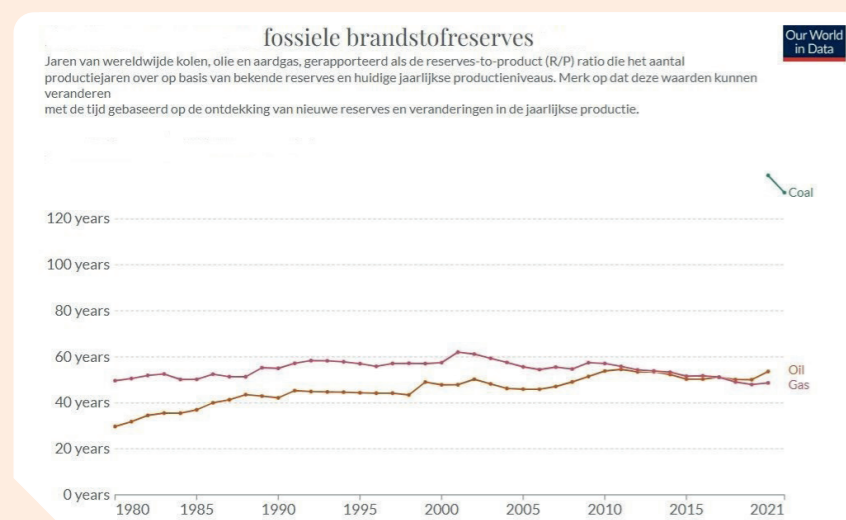 fossiele brandstofreserves
Our World
in Data
Jaren van wereldwijde kolen, olie en aardgas, gerapporteerd als de reserves-to-product (R/P) ratio die het aantal
productiejaren over op basis van bekende reserves en huidige jaarlijkse productieniveaus. Merk op dat deze waarden kunnen
veranderen
met de tijd gebaseerd op de ontdekking van nieuwe reserves en veranderingen in de jaarlijkse productie.
Coal
120 years
100 years
80 years
60 years
Oil
Gas
40 years
20 years
0 years
1980 1985 1990 1995 2000 2005 2010 2015 2021